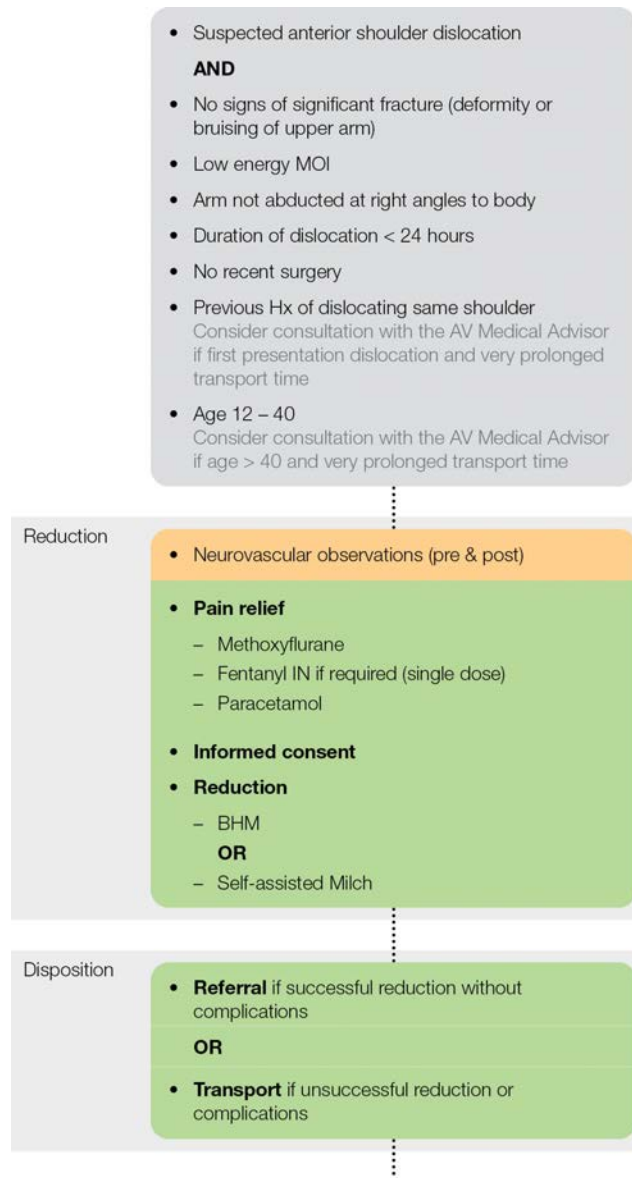 • Suspected anterior shoulder dislocation
AND
• No signs of significant fracture (deformity or
bruising of upper arm)
• Low energy MOI
• Arm not abducted at right angles to body
• Duration of dislocation < 24 hours
• No recent surgery
• Previous Hx of dislocating same shoulder
Consider consultation with the AV Medical Advisor
if first presentation dislocation and very prolonged
transport time
• Age 12 – 40
Consider consultation with the AV Medical Advisor
if age > 40 and very prolonged transport time
Reduction
• Neurovascular observations (pre & post)
• Pain relief
– Methoxyflurane
– Fentanyl IN if required (single dose)
– Paracetamol
• Informed consent
• Reduction
– BHM
OR
– Self-assisted Milch
Disposition
• Referral if successful reduction without
complications
OR
• Transport if unsuccessful reduction or
complications